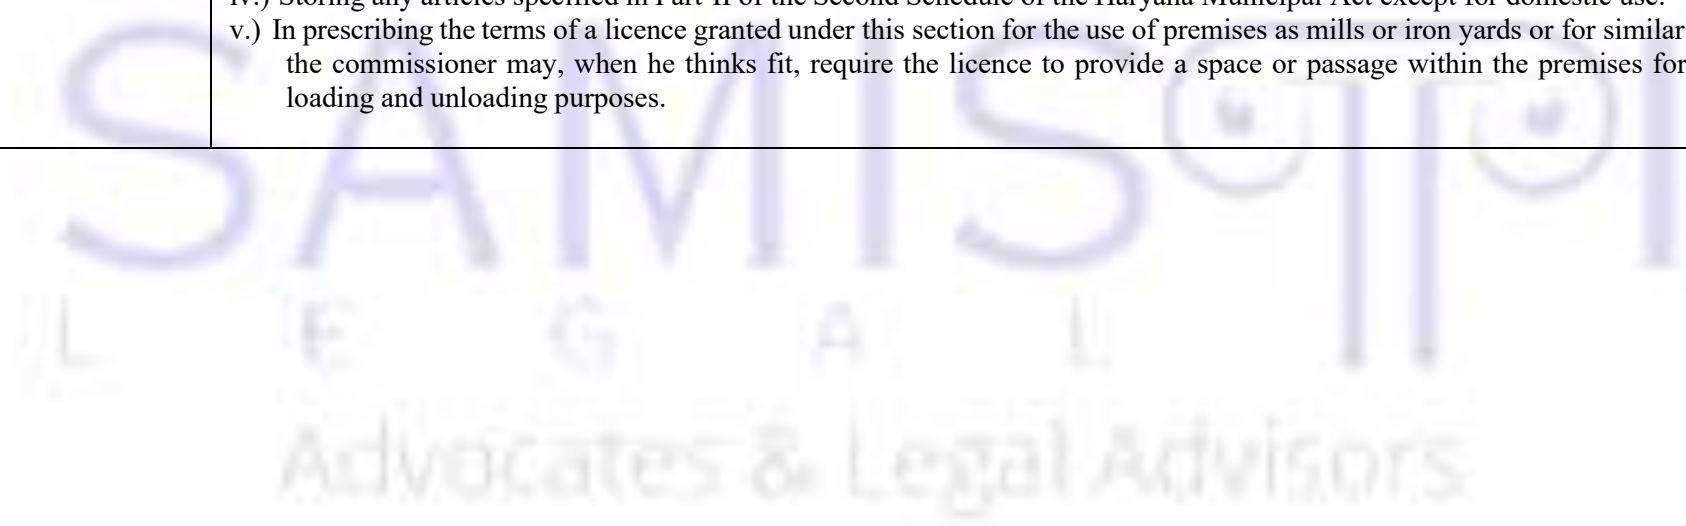 iv.) Storing any articles specified in Part-II of the Second Schedule of the Haryana Municipal Act except for domestic use.
v.) In prescribing the terms of a licence granted under this section for the use of premises as mills or iron yards or for similar
the commissioner may, when he thinks fit, require the licence to provide a space or passage within the premises for
loading and unloading purposes.
L E G A L
Advocates & Legal Advisors